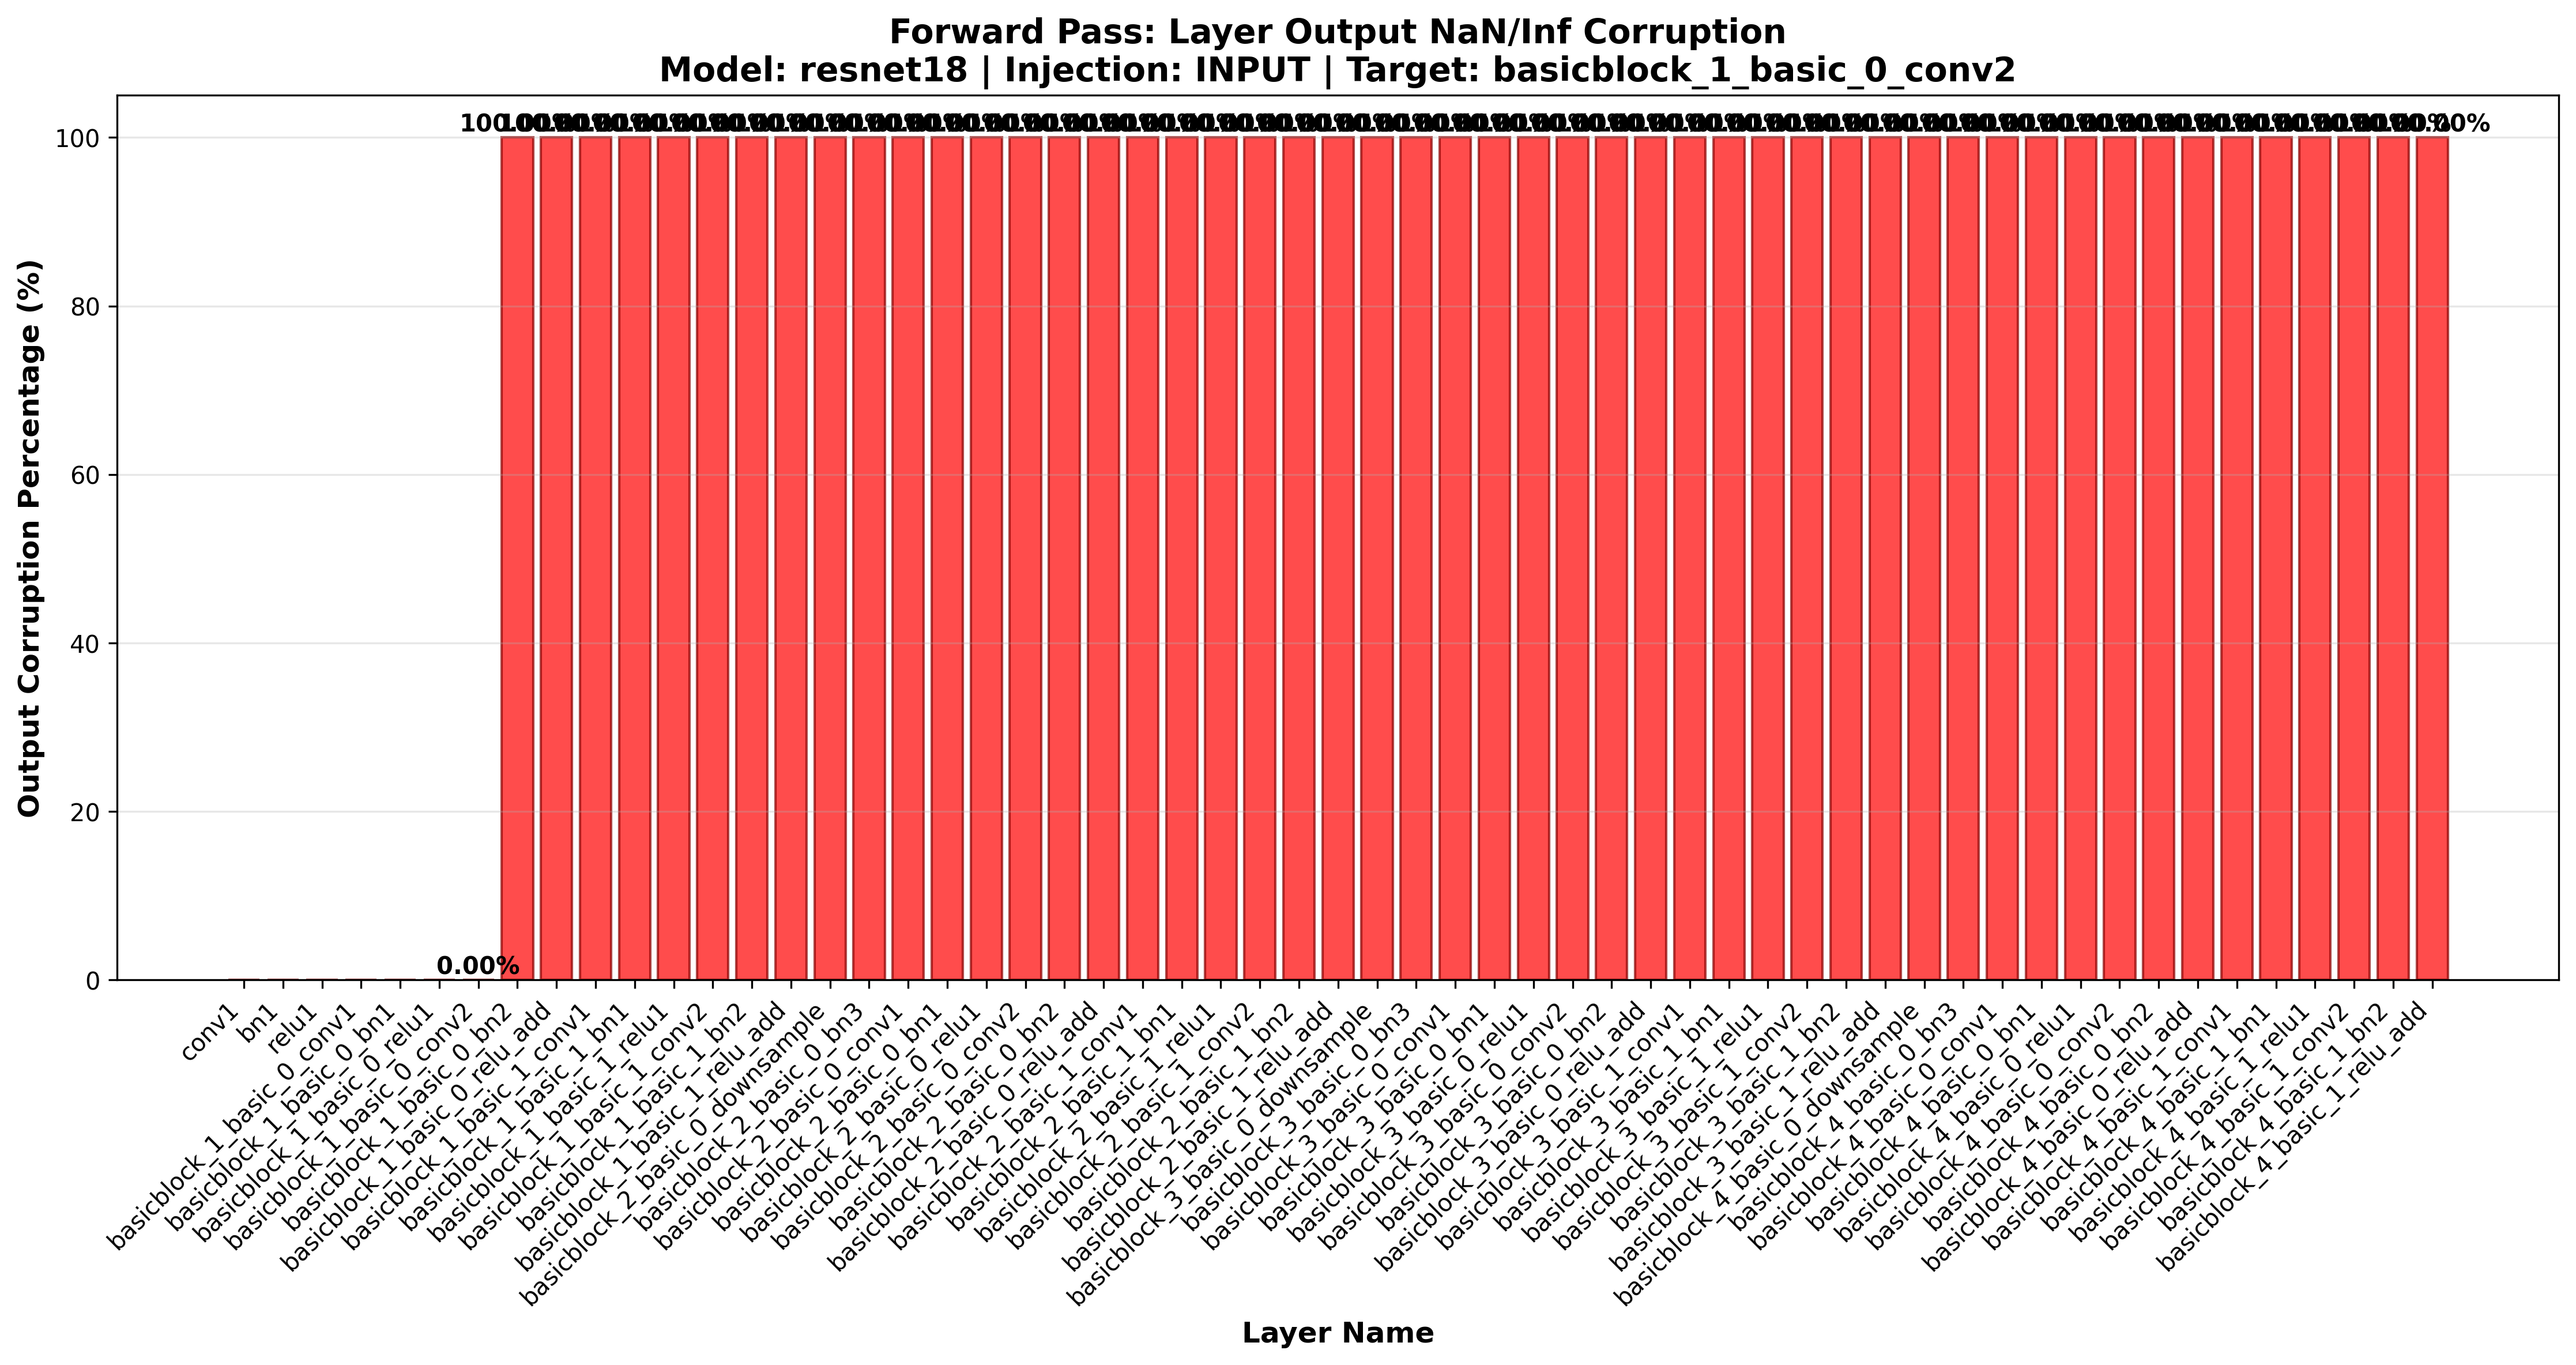 Forward Pass: Layer Output NaN/Inf Corruption
Model: resnet18 | Injection: INPUT | Target: basicblock_1_basic_0_conv2
Output Corruption Percentage (%)
100
80
60
40
20
0
0.00%
conv1
bn1
relu1
basicblock_1_basic_0_conv1
basicblock_1_basic_0_bn1
basicblock_1_basic_0_relu1
basicblock_1_basic_0_conv2
basicblock_1_basic_0_bn2
basicblock_1_basic_0_relu_add
basicblock_1_basic_1_conv1
basicblock_1_basic_1_bn1
basicblock_1_basic_1_relu1
basicblock_1_basic_1_conv2
basicblock_1_basic_1_bn2
basicblock_1_basic_1_relu_add
basicblock_2_basic_0_downsample
basicblock_2_basic_0_bn3
basicblock_2_basic_0_conv1
basicblock_2_basic_0_bn1
basicblock_2_basic_0_relu1
basicblock_2_basic_0_conv2
basicblock_2_basic_0_bn2
basicblock_2_basic_0_relu_add
basicblock_2_basic_1_conv1
basicblock_2_basic_1_bn1
basicblock_2_basic_1_relu1
basicblock_2_basic_1_conv2
basicblock_2_basic_1_bn2
basicblock_2_basic_1_relu_add
basicblock_3_basic_0_downsample
basicblock_3_basic_0_bn3
basicblock_3_basic_0_conv1
basicblock_3_basic_0_bn1
basicblock_3_basic_0_relu1
basicblock_3_basic_0_conv2
basicblock_3_basic_0_bn2
basicblock_3_basic_0_relu_add
basicblock_3_basic_1_conv1
basicblock_3_basic_1_bn1
basicblock_3_basic_1_relu1
basicblock_3_basic_1_conv2
basicblock_3_basic_1_bn2
basicblock_3_basic_1_relu_add
basicblock_4_basic_0_downsample
basicblock_4_basic_0_bn3
basicblock_4_basic_0_conv1
basicblock_4_basic_0_bn1
basicblock_4_basic_0_relu1
basicblock_4_basic_0_conv2
basicblock_4_basic_0_bn2
basicblock_4_basic_0_relu_add
basicblock_4_basic_1_conv1
basicblock_4_basic_1_bn1
basicblock_4_basic_1_relu1
basicblock_4_basic_1_conv2
basicblock_4_basic_1_bn2
basicblock_4_basic_1_relu_add
Layer Name